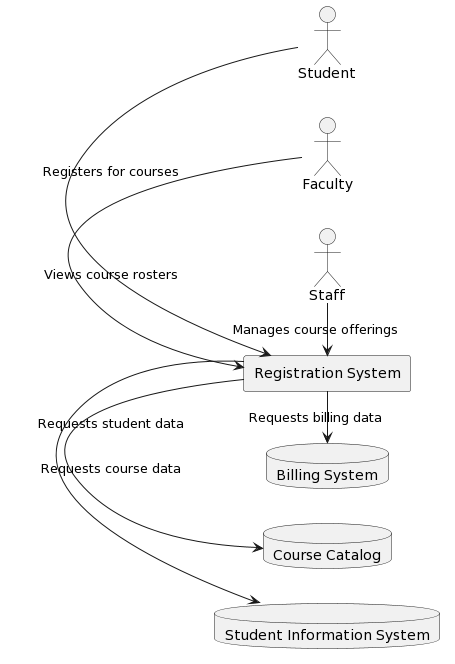 Student
Registers for courses
Faculty
Views course rosters
Staff
Manages course offerings
Registration System
Requests student data
Requests billing data
Requests course data
Billing System
Course Catalog
Student Information System